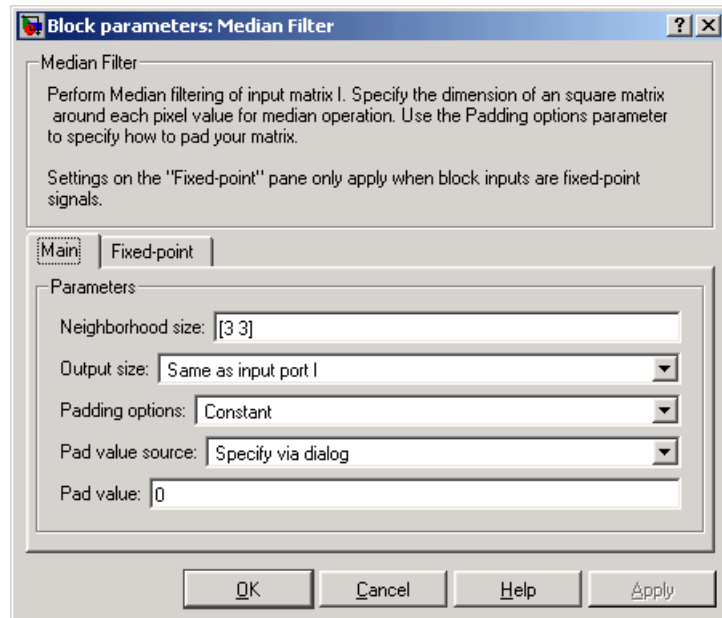 Block parameters: Median Filter
Median Filter
Perform Median filtering of input matrix I. Specify the dimension of an square matrix
around each pixel value for median operation. Use the Padding options parameter
to specify how to pad your matrix.
Settings on the "Fixed-point" pane only apply when block inputs are fixed-point
signals.
Main Fixed-point
Parameters
Neighborhood size: [3 3]
Output size: Same as input port I
Padding options: Constant
Pad value source: Specify via dialog
Pad value: 0
OK Cancel Help Apply